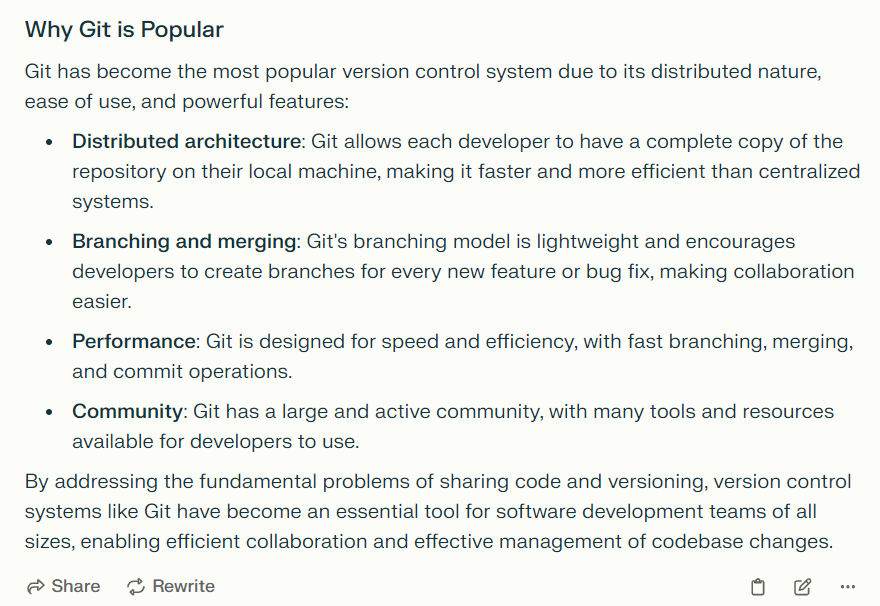 Why Git is Popular
Git has become the most popular version control system due to its distributed nature,
ease of use, and powerful features:
• Distributed architecture: Git allows each developer to have a complete copy of the
repository on their local machine, making it faster and more efficient than centralized
systems.
• Branching and merging: Git's branching model is lightweight and encourages
developers to create branches for every new feature or bug fix, making collaboration
easier.
• Performance: Git is designed for speed and efficiency, with fast branching, merging,
and commit operations.
• Community: Git has a large and active community, with many tools and resources
available for developers to use.
By addressing the fundamental problems of sharing code and versioning, version control
systems like Git have become an essential tool for software development teams of all
sizes, enabling efficient collaboration and effective management of codebase changes.
Share Rewrite